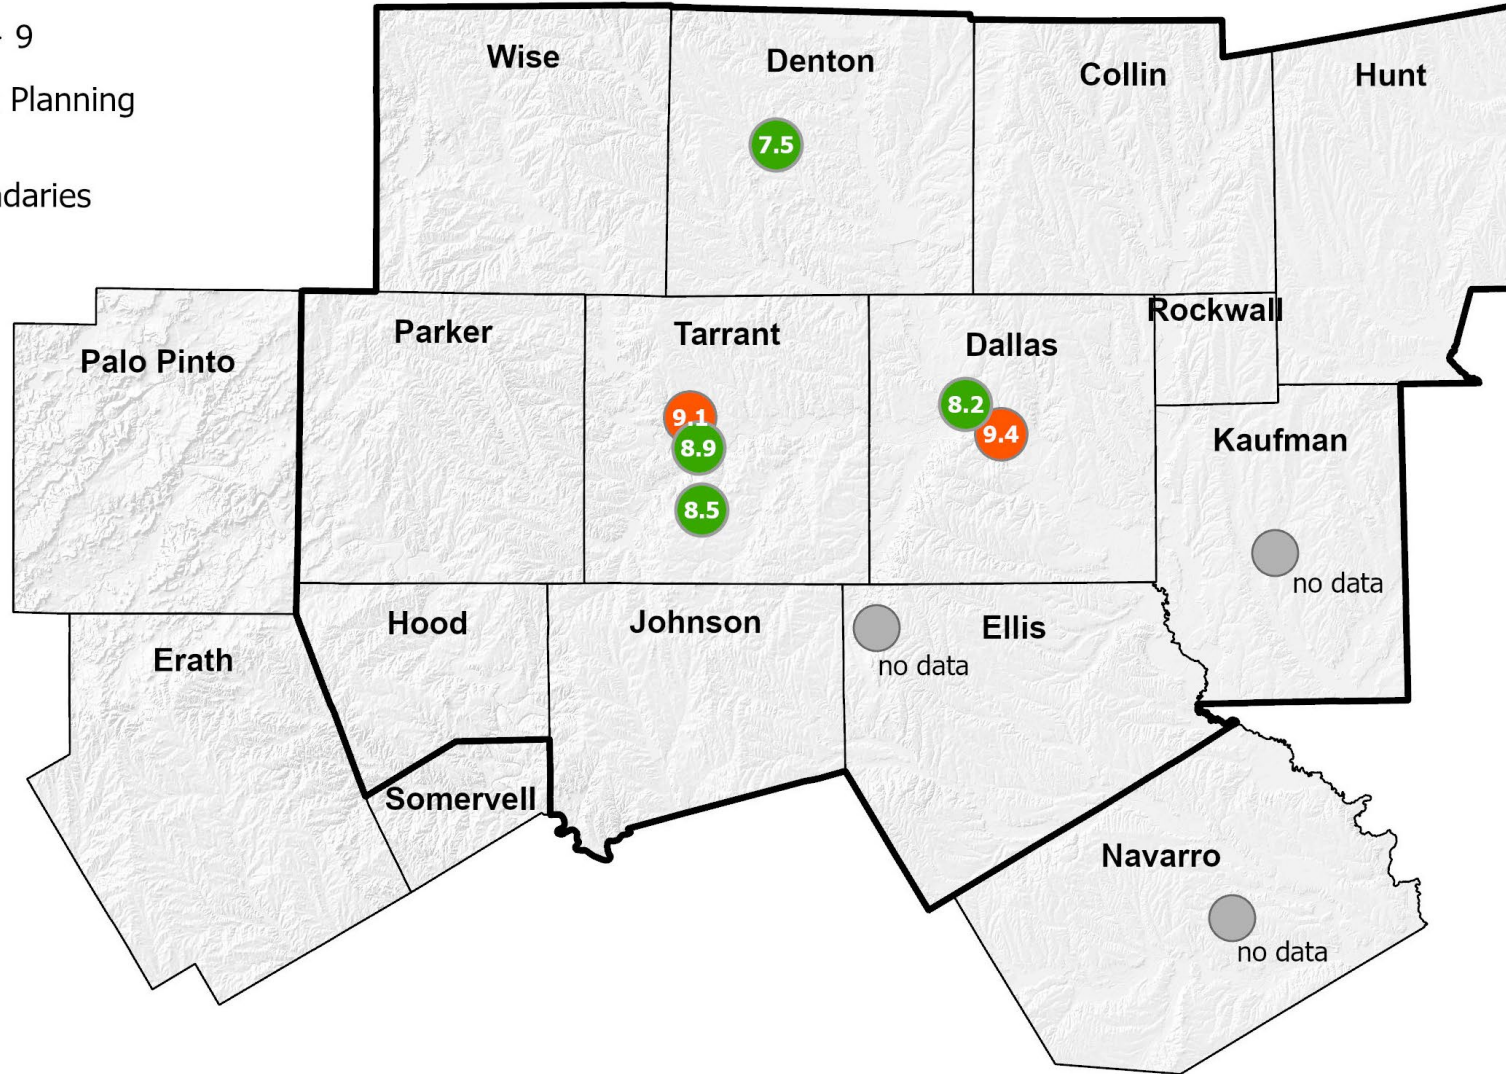 9
Planning
Wise
Denton
Collin
Hunt
7.5
Palo Pinto
Parker
Tarrant
Dallas
Rockwall
9.1
8.9
8.5
8.2
9.4
Kaufman
no data
Erath
Hood
Johnson
Ellis
no data
Somervell
Navarro
no data